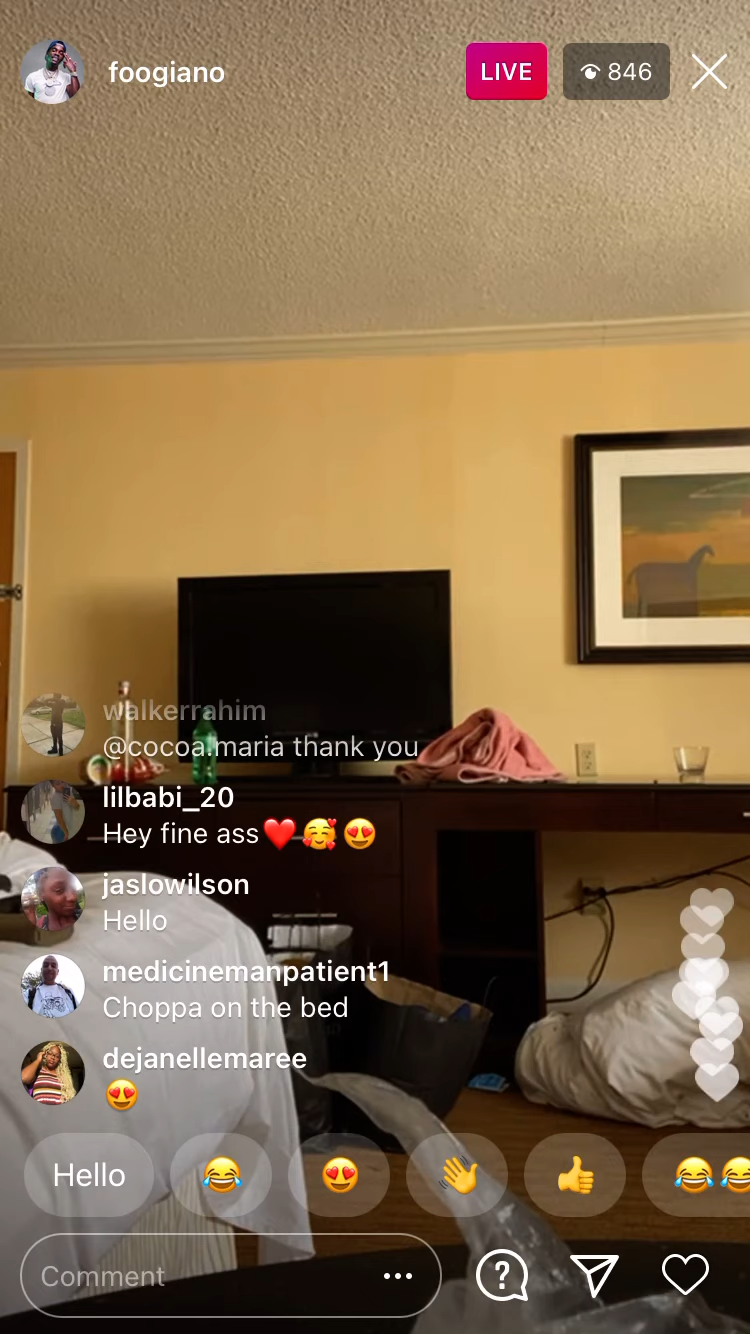 foogiano
LIVE
846
walkerrahim
@cocoa.maria thank you
lilbabi_20
Hey fine ass❤️🥰😍
jaslowilson
Hello
medicinemanpatient1
Choppa on the bed
dejanellemaree
😍
Hello 😂 😍 👋 👍 😂😂
Comment